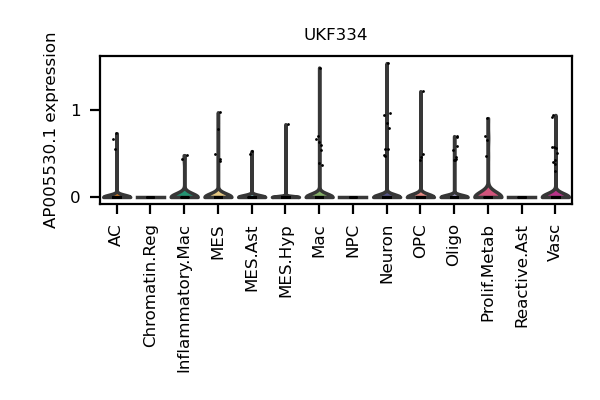 UKF334
AP005530.1 expression
1
0
AC
Chromatin.Reg
Inflammatory.Mac
MES
MES.Ast
MES.Hyp
Mac
NPC
Neuron
OPC
Oligo
Prolif.Metab
Reactive.Ast
Vasc